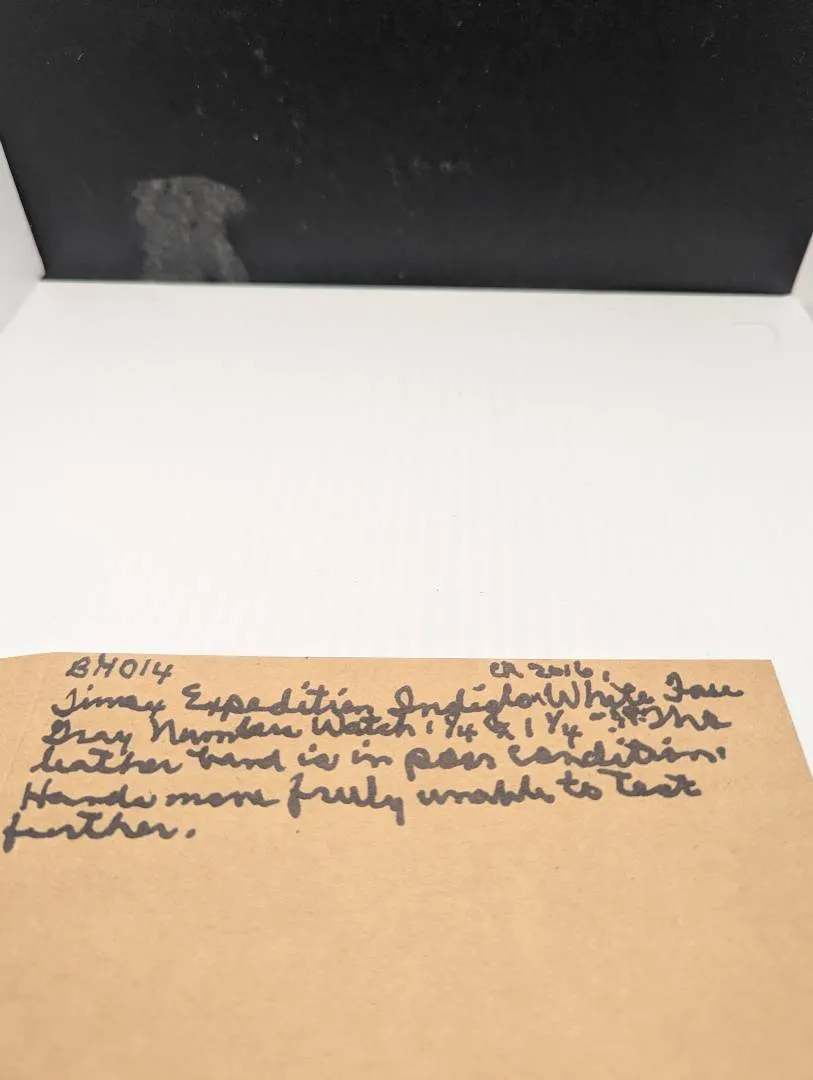 BH014 CR 2016
Timex Expedition Indiglo White Face
Gray Numbers Watch 1 1/4 x 1 1/4 The
leather band is in poor condition.
Hands move freely unable to test
further.